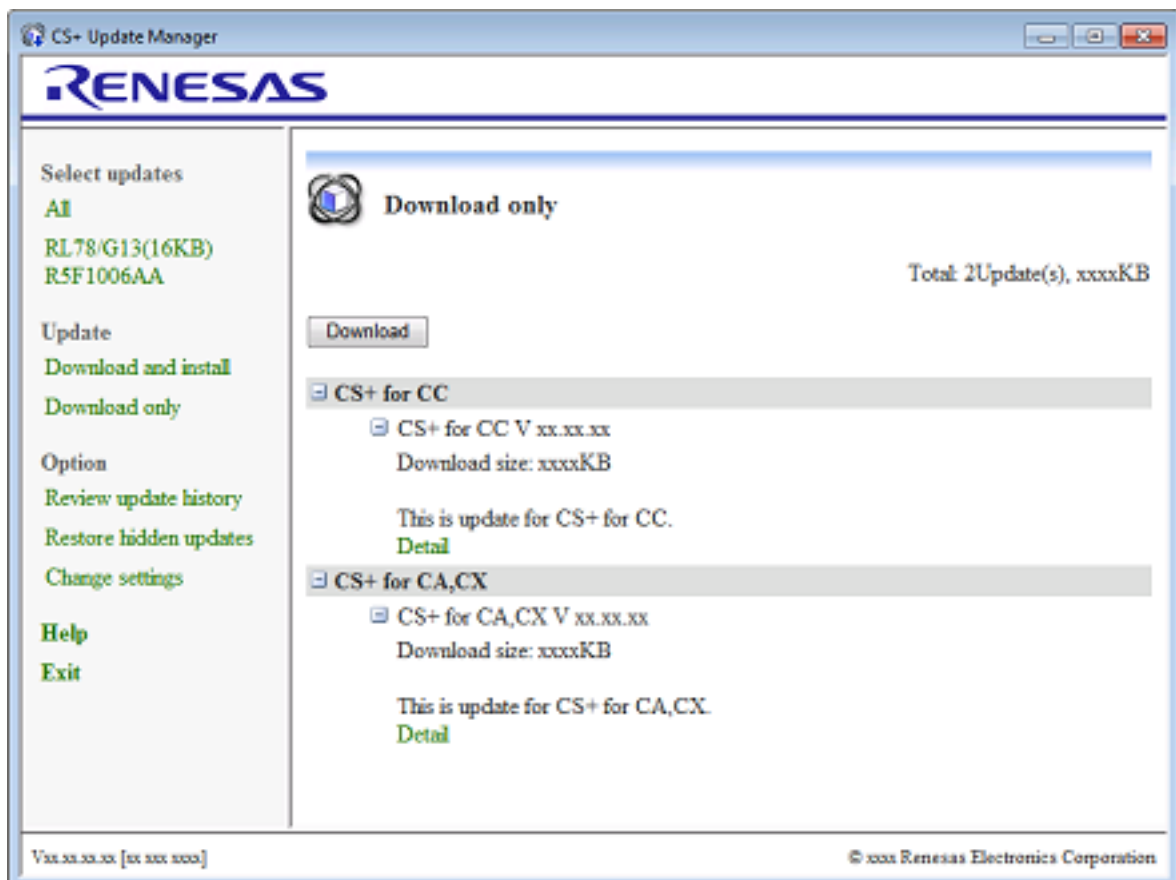 CS+ Update Manager
RENESAS
Select updates
All
RL78/G13(16KB)
R5F1006AA
Update
Download and install
Download only
Option
Review update history
Restore hidden updates
Change settings
Help
Exit
Download only
Total: 2Update(s), xxxxKB
Download
CS+ for CC
CS+ for CC V xx.xx.xx
Download size: xxxxKB
This is update for CS+ for CC.
Detail
CS+ for CA,CX
CS+ for CA,CX V xx.xx.xx
Download size: xxxxKB
This is update for CS+ for CA,CX.
Detail
Vxx.xx.xx.xx [xx xxx xxxx]
© xxxx Renesas Electronics Corporation